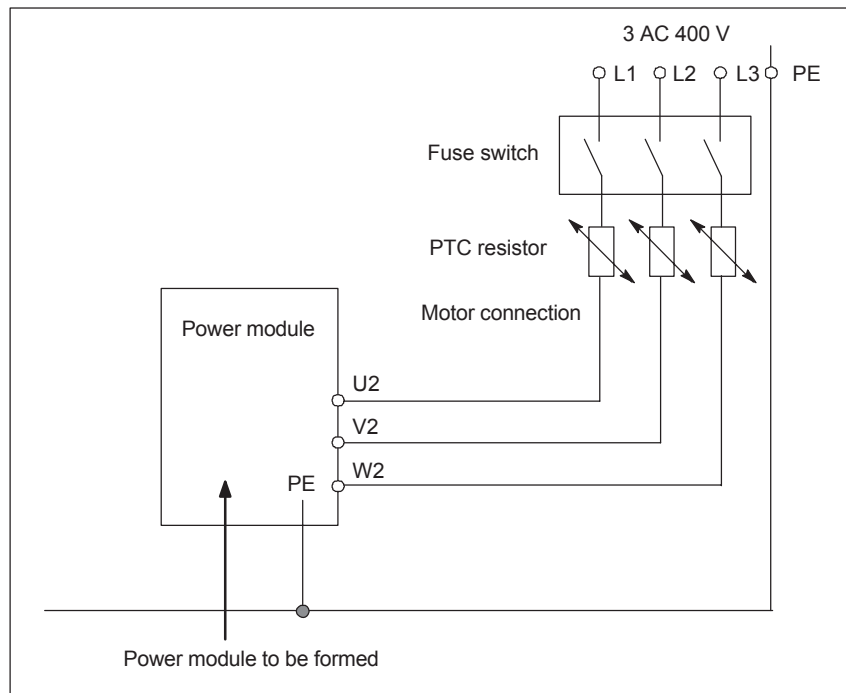 3 AC 400 V
L1 L2 L3 PE
Fuse switch
PTC resistor
Motor connection
Power module
U2
V2
W2
PE
Power module to be formed